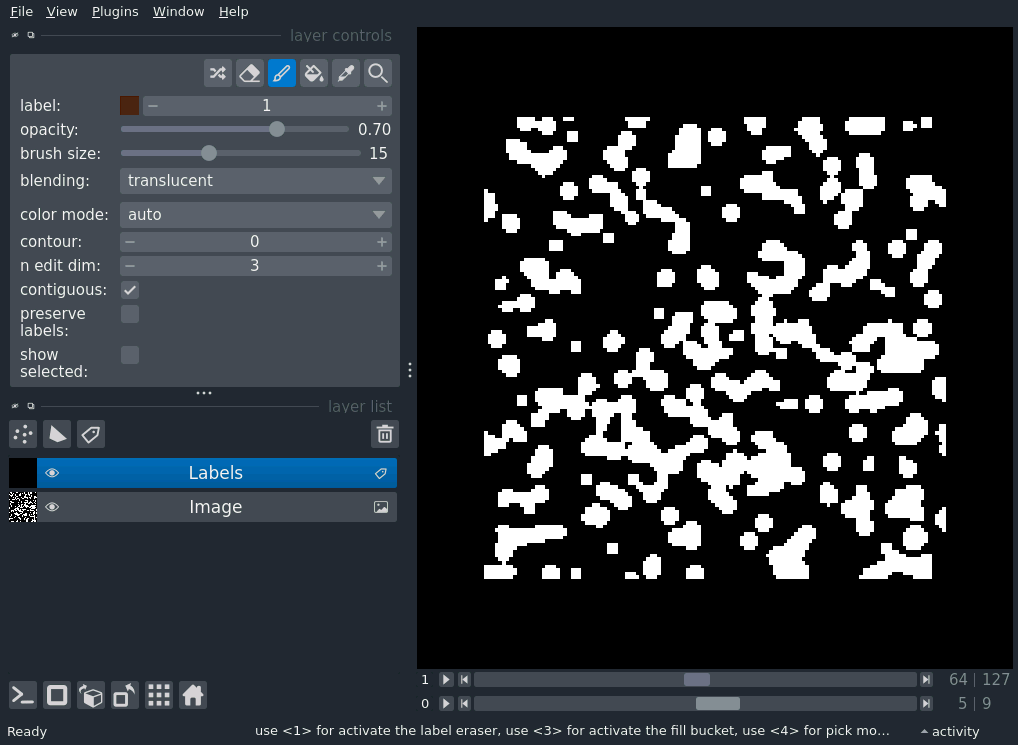 File View Plugins Window Help
layer controls
label: 1
opacity: 0.70
brush size: 15
blending: translucent
color mode: auto
contour: 0
n edit dim: 3
contiguous:
preserve
labels:
show
selected:
layer list
Labels
Image
1 64 | 127
0 5 | 9
Ready use <1> for activate the label eraser, use <3> for activate the fill bucket, use <4> for pick mo... activity